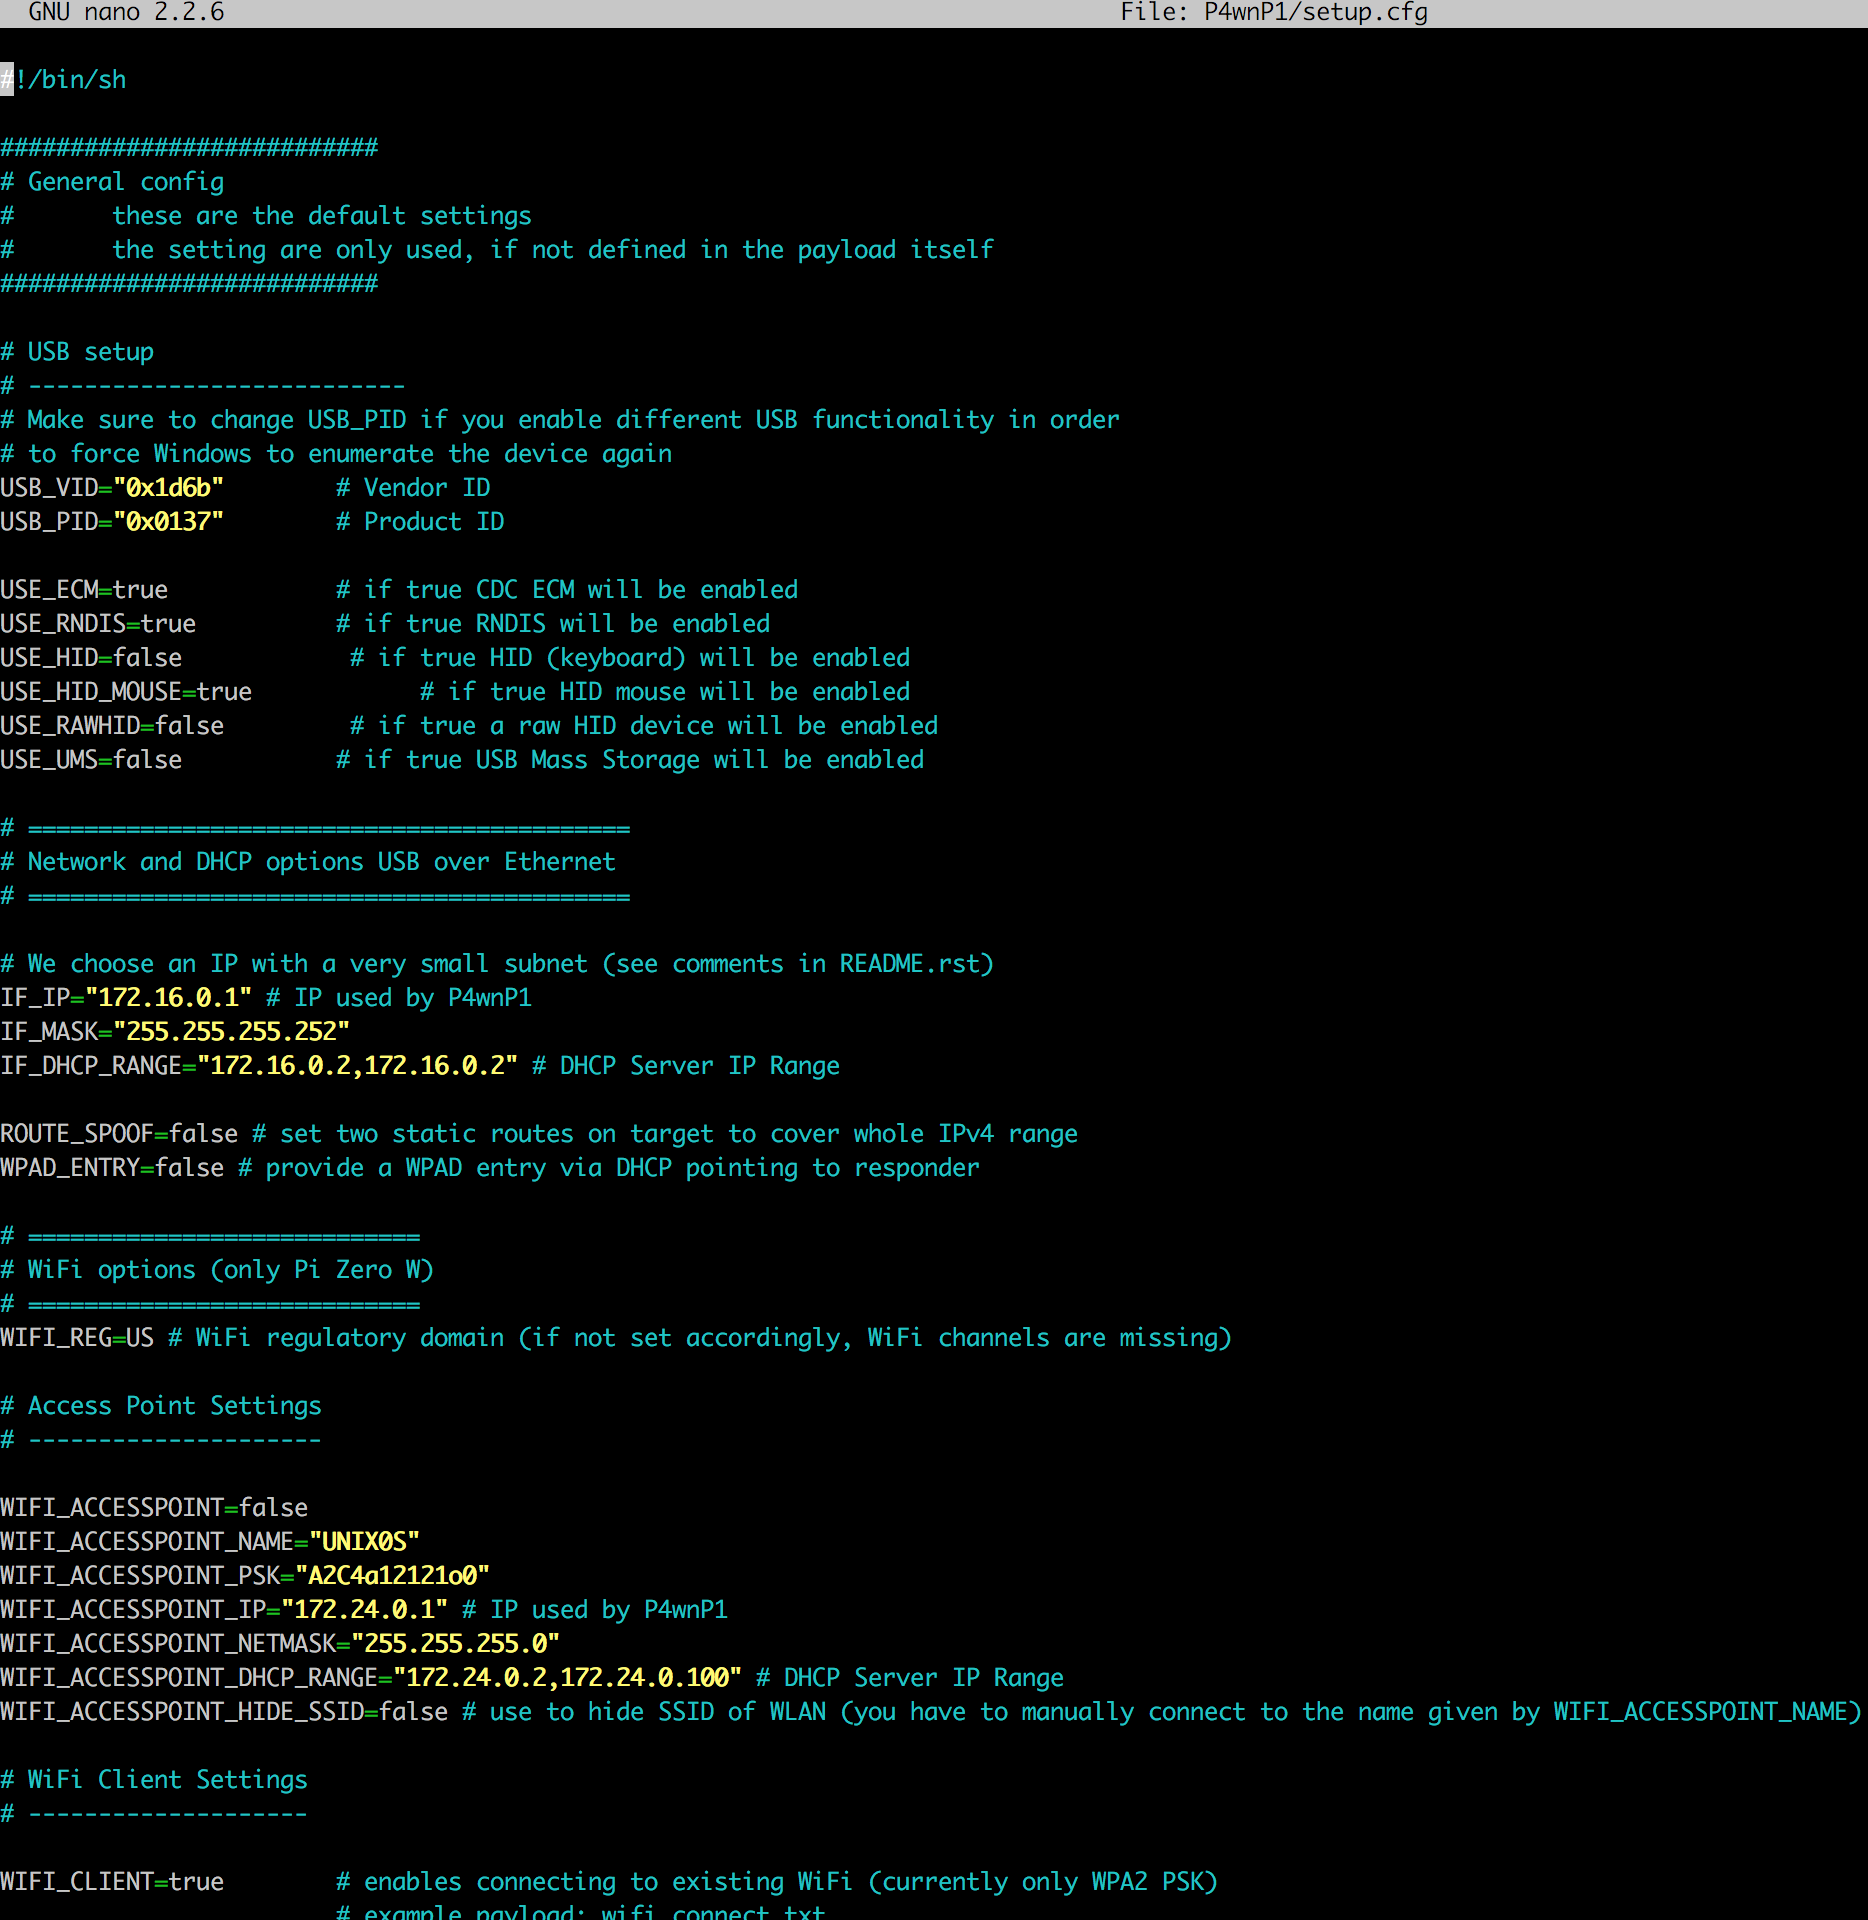 GNU nano 2.2.6 File: P4wnP1/setup.cfg
#!/bin/sh
###########################
# General config
#       these are the default settings
#       the setting are only used, if not defined in the payload itself
###########################
# USB setup
# ---------------------------
# Make sure to change USB_PID if you enable different USB functionality in order
# to force Windows to enumerate the device again
USB_VID="0x1d6b"        # Vendor ID
USB_PID="0x0137"        # Product ID
USE_ECM=true            # if true CDC ECM will be enabled
USE_RNDIS=true          # if true RNDIS will be enabled
USE_HID=false            # if true HID (keyboard) will be enabled
USE_HID_MOUSE=true            # if true HID mouse will be enabled
USE_RAWHID=false         # if true a raw HID device will be enabled
USE_UMS=false           # if true USB Mass Storage will be enabled
# ===========================================
# Network and DHCP options USB over Ethernet
# ===========================================
# We choose an IP with a very small subnet (see comments in README.rst)
IF_IP="172.16.0.1" # IP used by P4wnP1
IF_MASK="255.255.255.252"
IF_DHCP_RANGE="172.16.0.2,172.16.0.2" # DHCP Server IP Range
ROUTE_SPOOF=false # set two static routes on target to cover whole IPv4 range
WPAD_ENTRY=false # provide a WPAD entry via DHCP pointing to responder
# ============================
# WiFi options (only Pi Zero W)
# ============================
WIFI_REG=US # WiFi regulatory domain (if not set accordingly, WiFi channels are missing)
# Access Point Settings
# ---------------------
WIFI_ACCESSPOINT=false
WIFI_ACCESSPOINT_NAME="UNIX0S"
WIFI_ACCESSPOINT_PSK="A2C4a12121o0"
WIFI_ACCESSPOINT_IP="172.24.0.1" # IP used by P4wnP1
WIFI_ACCESSPOINT_NETMASK="255.255.255.0"
WIFI_ACCESSPOINT_DHCP_RANGE="172.24.0.2,172.24.0.100" # DHCP Server IP Range
WIFI_ACCESSPOINT_HIDE_SSID=false # use to hide SSID of WLAN (you have to manually connect to the name given by WIFI_ACCESSPOINT_NAME)
# WiFi Client Settings
# --------------------
WIFI_CLIENT=true        # enables connecting to existing WiFi (currently only WPA2 PSK)
# example payload: wifi_connect.txt